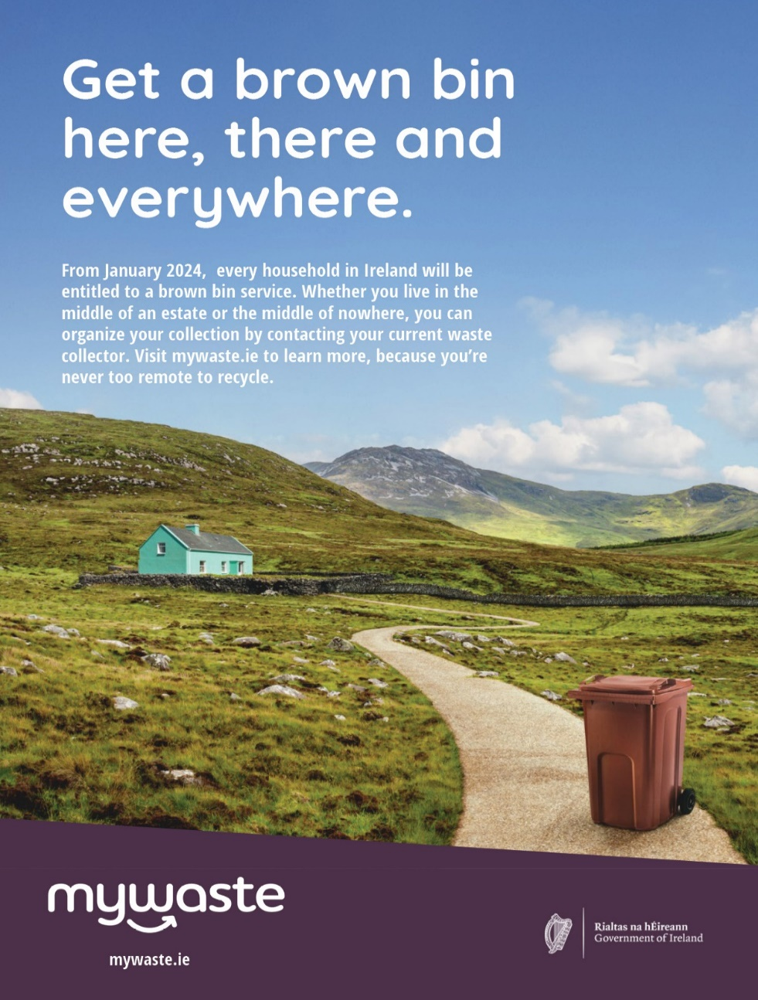 Get a brown bin
here, there and
everywhere.
From January 2024,  every household in Ireland will be
entitled to a brown bin service. Whether you live in the
middle of an estate or the middle of nowhere, you can
organize your collection by contacting your current waste
collector. Visit mywaste.ie to learn more, because you’re
never too remote to recycle.
mywaste
mywaste.ie
Rialtas na hÉireann
Government of Ireland